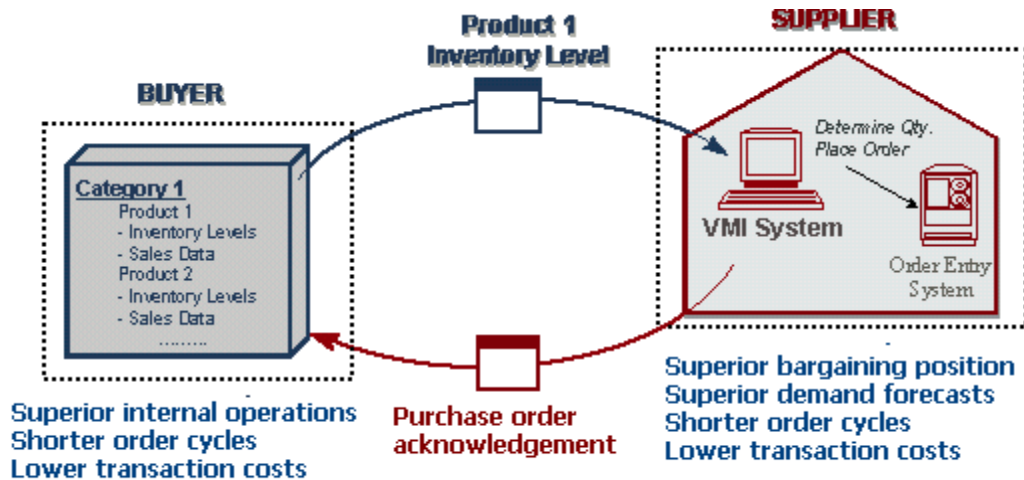 Product 1
Inventory Level
SUPPLIER
BUYER
Category 1
Product 1
- Inventory Levels
- Sales Data
Product 2
- Inventory Levels
- Sales Data
.........
Determine Qty.
Place Order
VMI System
Order Entry
System
Superior internal operations
Shorter order cycles
Lower transaction costs
Purchase order
acknowledgement
Superior bargaining position
Superior demand forecasts
Shorter order cycles
Lower transaction costs